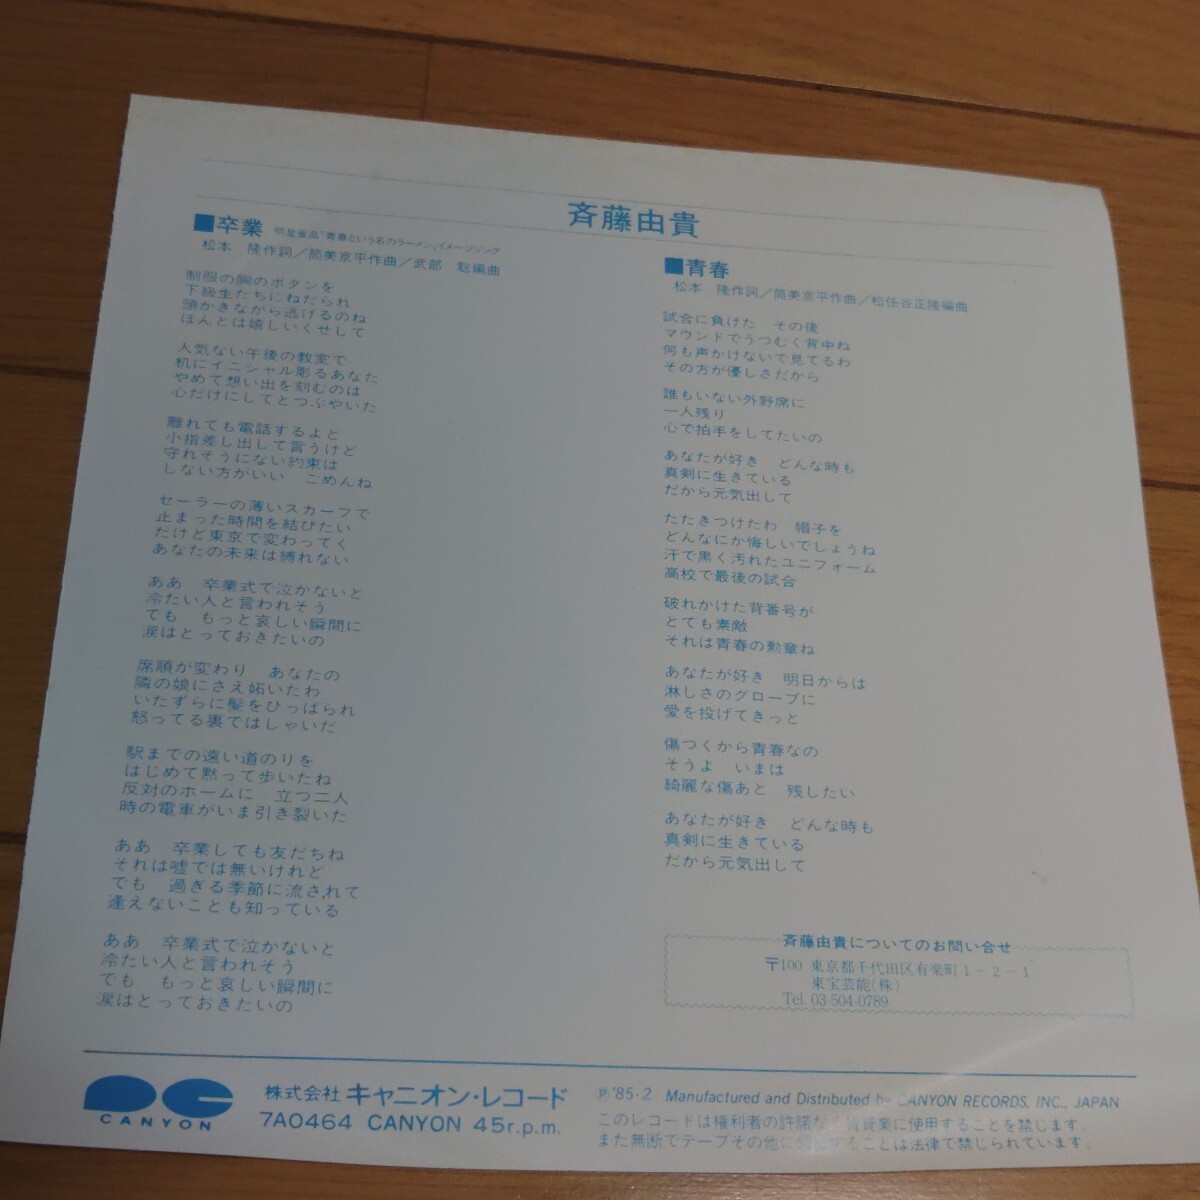 斉藤由貴
■卒業 明星食品「青春という名のラーメン」イメージソング
松本 隆作詞／筒美京平作曲／武部 聡編曲
制服の胸のボタンを
下級生たちにねだられ
頭かきながら逃げるのね
ほんとは嬉しいくせして
人気ない午後の教室で
机にイニシャル彫るあなた
やめて想い出を刻むのは
心だけにしてとつぶやいた
離れても電話するよと
小指差し出して言うけど
守れそうにない約束は
しない方がいい ごめんね
セーラーの薄いスカーフで
止まった時間を結びたい
だけど東京で変わってく
あなたの未来は縛れない
ああ 卒業式で泣かないと
冷たい人と言われそう
でも もっと哀しい瞬間に
涙はとっておきたいの
席順が変わり あなたの
隣の娘にさえ妬いたわ
いたずらに髪をひっぱられ
怒ってる裏ではしゃいだ
駅までの遠い道のりを
はじめて黙って歩いたね
反対のホームに 立つ二人
時の電車がいま引き裂いた
ああ 卒業しても友だちね
それは嘘では無いけれど
でも 過ぎる季節に流されて
逢えないことも知っている
ああ 卒業式で泣かないと
冷たい人と言われそう
でも もっと哀しい瞬間に
涙はとっておきたいの
■青春
松本 隆作詞／筒美京平作曲／松任谷正隆編曲
試合に負けた その後
マウンドでうつむく背中ね
何も声かけないで見てるわ
その方が優しさだから
誰もいない外野席に
一人残り
心で拍手をしてたいの
あなたが好き どんな時も
真剣に生きている
だから元気出して
たたきつけたわ 帽子を
どんなにか悔しいでしょうね
汗で黒く汚れたユニフォーム
高校で最後の試合
破れかけた背番号が
とても素敵
それは青春の勲章ね
あなたが好き 明日からは
淋しさのグローブに
愛を投げてきっと
傷つくから青春なの
そうよ いまは
綺麗な傷あと 残したい
あなたが好き どんな時も
真剣に生きている
だから元気出して
斉藤由貴についてのお問い合せ
〒100 東京都千代田区有楽町1-2-1
東宝芸能(株)
Tel. 03-504-0789
CANYON
株式会社 キャニオン・レコード
7A0464 CANYON 45r.p.m.
Ⓟ'85・2 Manufactured and Distributed by CANYON RECORDS, INC., JAPAN
このレコードは権利者の許諾なく賃貸業に使用することを禁じます。
また無断でテープその他に録音することは法律で禁じられています。